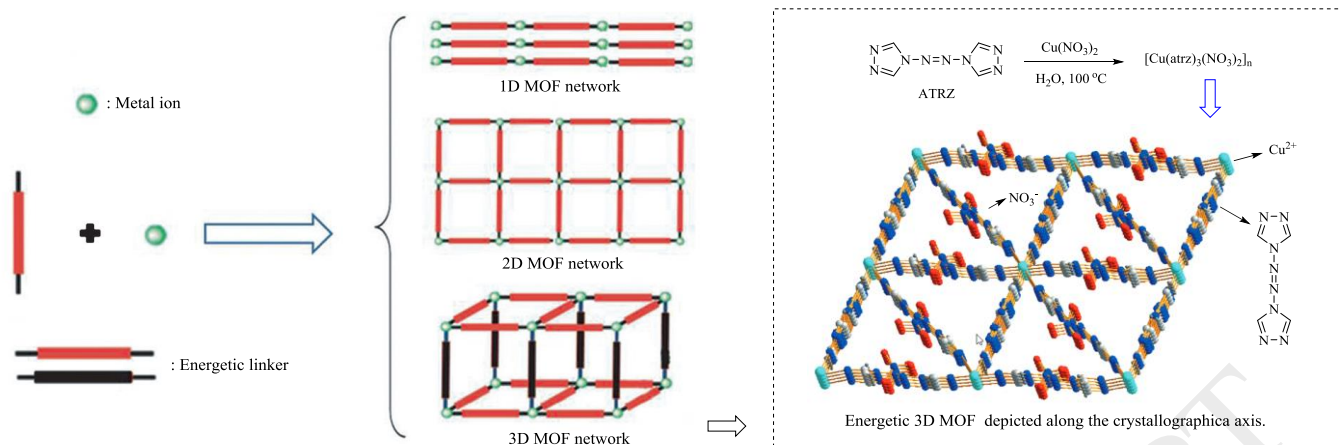 : Metal ion
: Energetic linker
1D MOF network
2D MOF network
3D MOF network
N N N N N N N N
ATRZ
Cu(NO₃)₂
H₂O, 100 °C
[Cu(atrz)₃(NO₃)₂]ₙ
Cu²⁺
NO₃⁻
N N
N
N
N
N
N N
Energetic 3D MOF depicted along the crystallographica axis.
PT